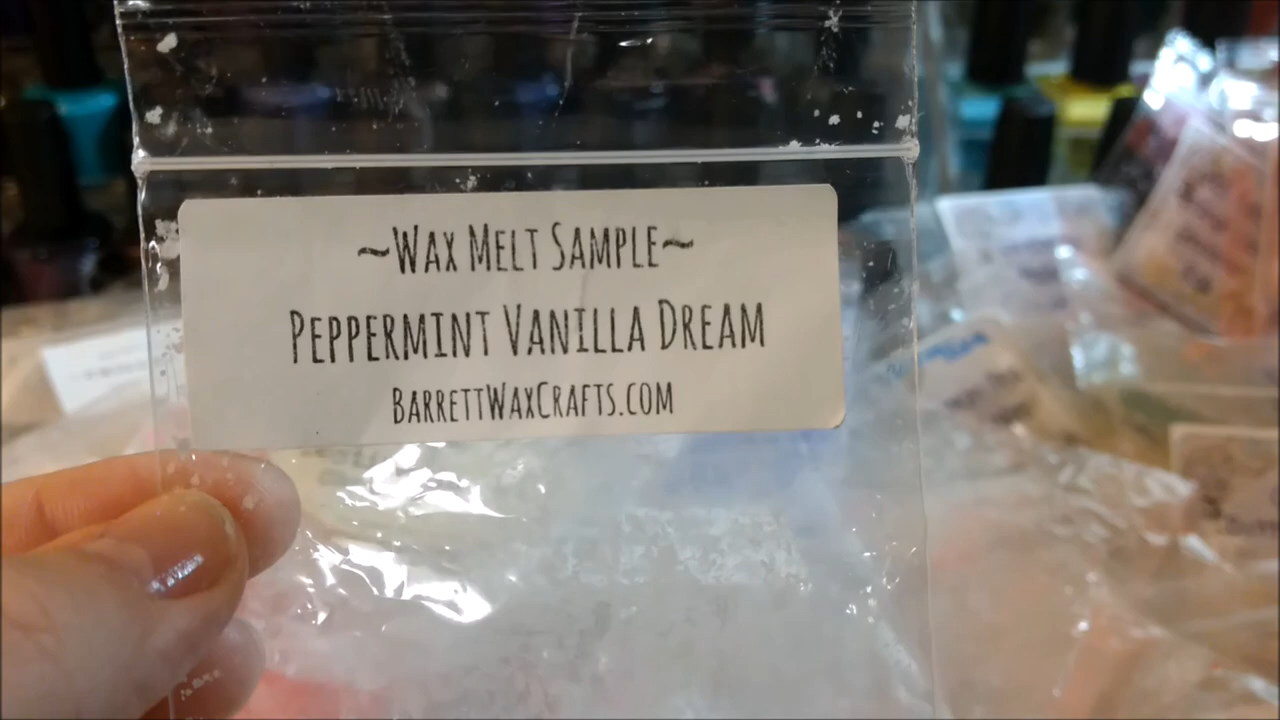 ~WAX MELT SAMPLE~
PEPPERMINT VANILLA DREAM
BARRETTWAXCRAFTS.COM